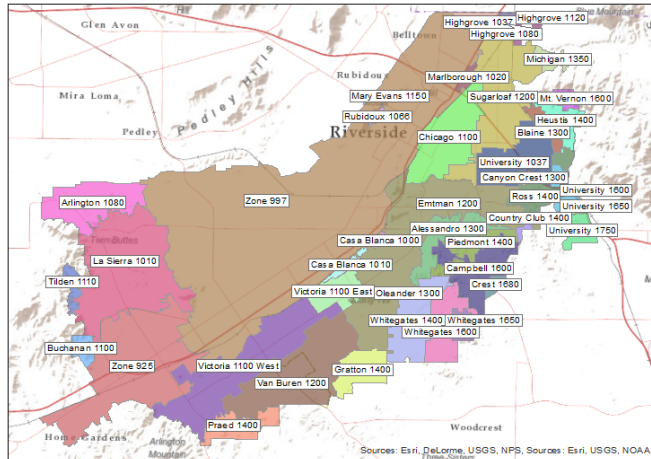 Glen Avon
Belltown
Highgrove 1037
Highgrove 1120
Highgrove 1080
Michigan 1350
Rubidoux
Marlborough 1020
Mira Loma
Pedley Hills
Mary Evans 1150
Sugarloaf 1200
Mt. Vernon 1600
Rubidoux 1066
Heustis 1400
Pedley
Riverside
Chicago 1100
Blaine 1300
University 1037
Canyon Crest 1300
Arlington 1080
Zone 997
Emtman 1200
Ross 1400
University 1600
University 1650
Country Club 1400
Alessandro 1300
University 1750
Casa Blanca 1000
Piedmont 1400
La Sierra 1010
Casa Blanca 1010
Campbell 1600
Tilden 1110
Crest 1680
Victoria 1100 East
Oleander 1300
Whitegates 1400
Whitegates 1650
Whitegates 1600
Buchanan 1100
Zone 925
Victoria 1100 West
Gratton 1400
Van Buren 1200
Praed 1400
Woodcrest
Home Gardens
Arlington
Mountain
Sources: Esri, DeLorme, USGS, NPS, Sources: Esri, USGS, NOAA